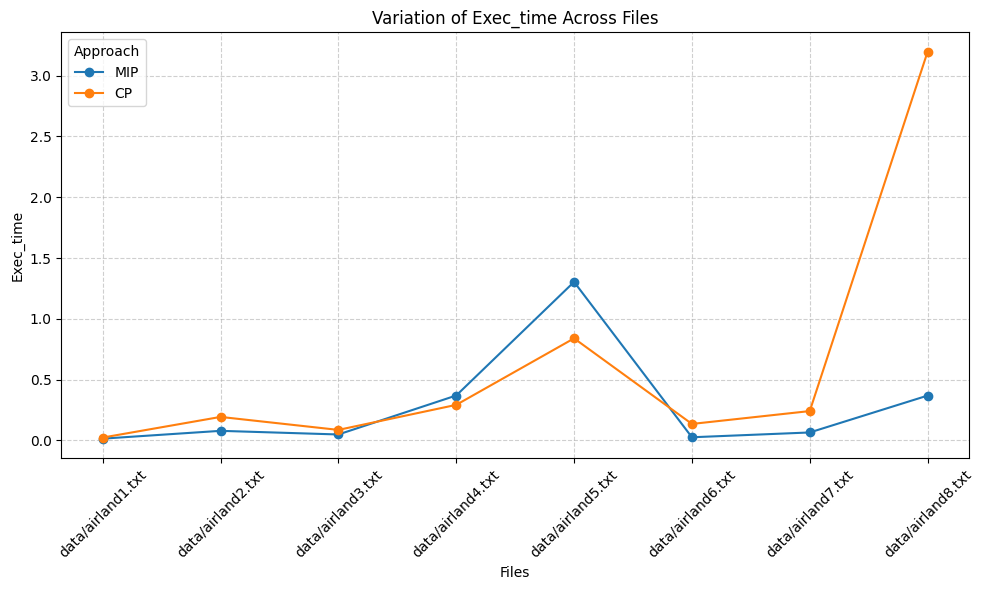 Variation of Exec_time Across Files
Approach
MIP
CP
3.0
2.5
2.0
1.5
1.0
0.5
0.0
Exec_time
data/airland1.txt
data/airland2.txt
data/airland3.txt
data/airland4.txt
data/airland5.txt
data/airland6.txt
data/airland7.txt
data/airland8.txt
Files